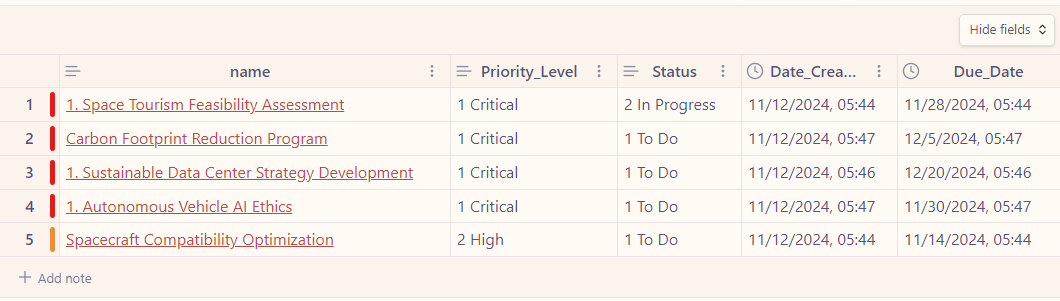 Hide fields
name Priority_Level Status Date_Crea... Due_Date
1 1. Space Tourism Feasibility Assessment 1 Critical 2 In Progress 11/12/2024, 05:44 11/28/2024, 05:44
2 Carbon Footprint Reduction Program 1 Critical 1 To Do 11/12/2024, 05:47 12/5/2024, 05:47
3 1. Sustainable Data Center Strategy Development 1 Critical 1 To Do 11/12/2024, 05:46 12/20/2024, 05:46
4 1. Autonomous Vehicle AI Ethics 1 Critical 1 To Do 11/12/2024, 05:47 11/30/2024, 05:47
5 Spacecraft Compatibility Optimization 2 High 1 To Do 11/12/2024, 05:44 11/14/2024, 05:44
Add note